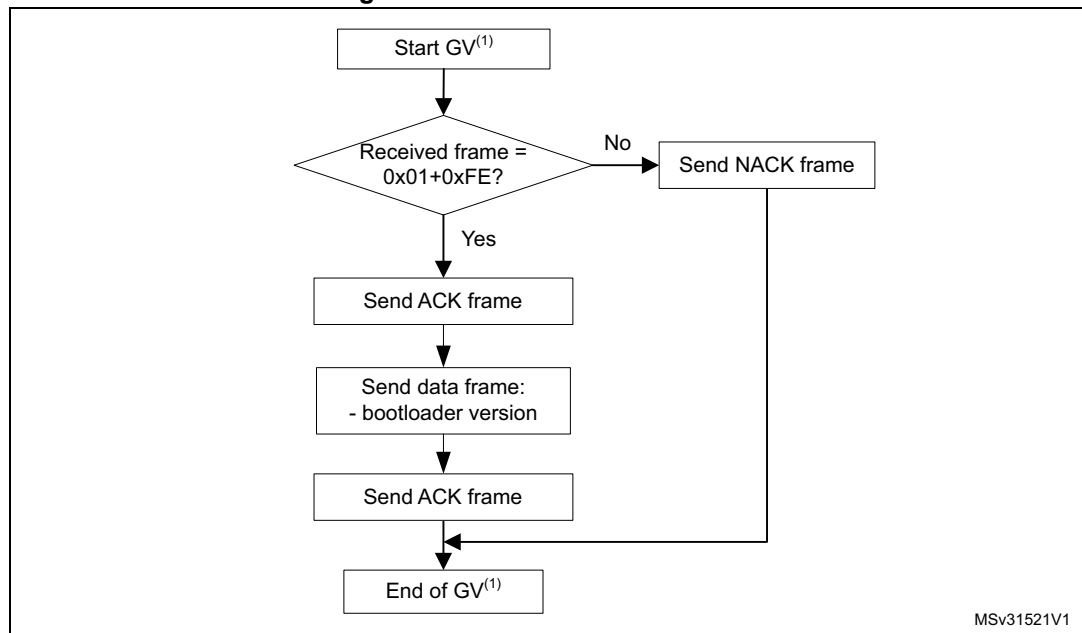 Start GV(1)
Received frame =
0x01+0xFE?
No
Send NACK frame
Yes
Send ACK frame
Send data frame:
- bootloader version
Send ACK frame
End of GV(1)
MSv31521V1